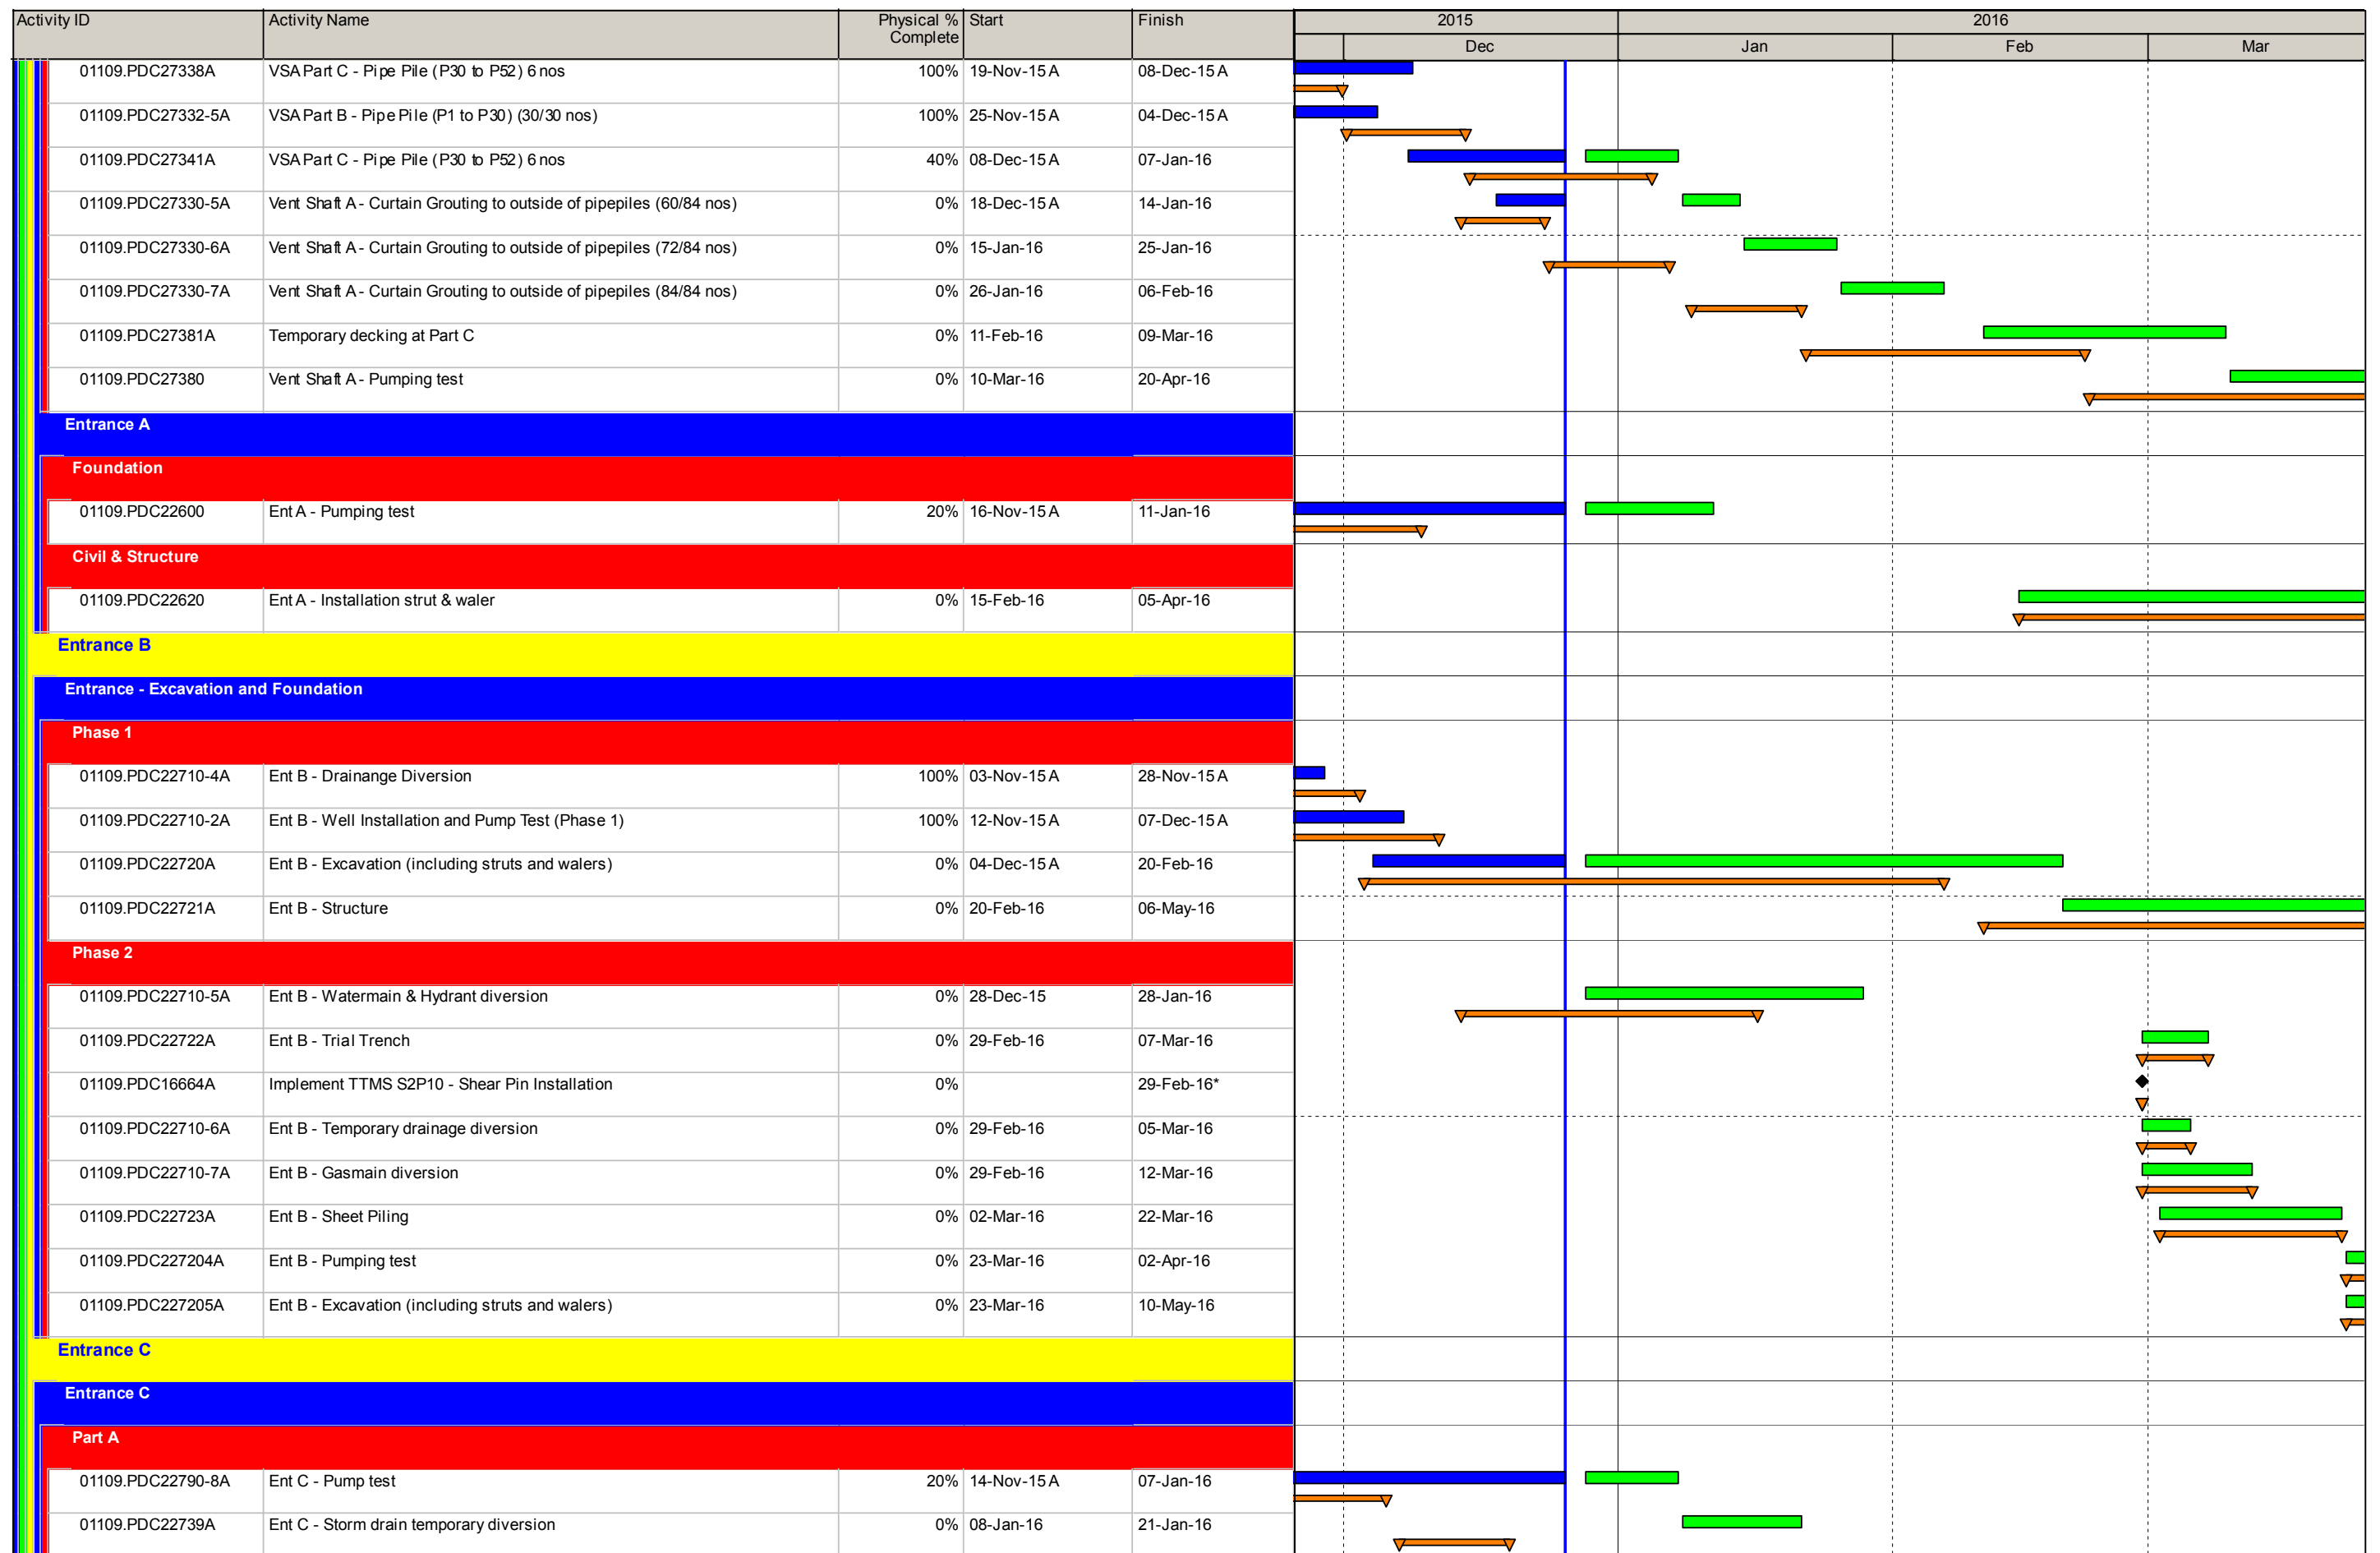 Activity ID Activity Name Physical % Complete Start Finish 2015 2016
Dec Jan Feb Mar
01109.PDC27338A VSA Part C - Pipe Pile (P30 to P52) 6 nos 100% 19-Nov-15 A 08-Dec-15 A
01109.PDC27332-5A VSA Part B - Pipe Pile (P1 to P30) (30/30 nos) 100% 25-Nov-15 A 04-Dec-15 A
01109.PDC27341A VSA Part C - Pipe Pile (P30 to P52) 6 nos 40% 08-Dec-15 A 07-Jan-16
01109.PDC27330-5A Vent Shaft A - Curtain Grouting to outside of pipepiles (60/84 nos) 0% 18-Dec-15 A 14-Jan-16
01109.PDC27330-6A Vent Shaft A - Curtain Grouting to outside of pipepiles (72/84 nos) 0% 15-Jan-16 25-Jan-16
01109.PDC27330-7A Vent Shaft A - Curtain Grouting to outside of pipepiles (84/84 nos) 0% 26-Jan-16 06-Feb-16
01109.PDC27381A Temporary decking at Part C 0% 11-Feb-16 09-Mar-16
01109.PDC27380 Vent Shaft A - Pumping test 0% 10-Mar-16 20-Apr-16
Entrance A
Foundation
01109.PDC22600 Ent A - Pumping test 20% 16-Nov-15 A 11-Jan-16
Civil & Structure
01109.PDC22620 Ent A - Installation strut & waler 0% 15-Feb-16 05-Apr-16
Entrance B
Entrance - Excavation and Foundation
Phase 1
01109.PDC22710-4A Ent B - Drainange Diversion 100% 03-Nov-15 A 28-Nov-15 A
01109.PDC22710-2A Ent B - Well Installation and Pump Test (Phase 1) 100% 12-Nov-15 A 07-Dec-15 A
01109.PDC22720A Ent B - Excavation (including struts and walers) 0% 04-Dec-15 A 20-Feb-16
01109.PDC22721A Ent B - Structure 0% 20-Feb-16 06-May-16
Phase 2
01109.PDC22710-5A Ent B - Watermain & Hydrant diversion 0% 28-Dec-15 28-Jan-16
01109.PDC22722A Ent B - Trial Trench 0% 29-Feb-16 07-Mar-16
01109.PDC16664A Implement TTMS S2P10 - Shear Pin Installation 0% 29-Feb-16*
01109.PDC22710-6A Ent B - Temporary drainage diversion 0% 29-Feb-16 05-Mar-16
01109.PDC22710-7A Ent B - Gasmain diversion 0% 29-Feb-16 12-Mar-16
01109.PDC22723A Ent B - Sheet Piling 0% 02-Mar-16 22-Mar-16
01109.PDC227204A Ent B - Pumping test 0% 23-Mar-16 02-Apr-16
01109.PDC227205A Ent B - Excavation (including struts and walers) 0% 23-Mar-16 10-May-16
Entrance C
Entrance C
Part A
01109.PDC22790-8A Ent C - Pump test 20% 14-Nov-15 A 07-Jan-16
01109.PDC22739A Ent C - Storm drain temporary diversion 0% 08-Jan-16 21-Jan-16